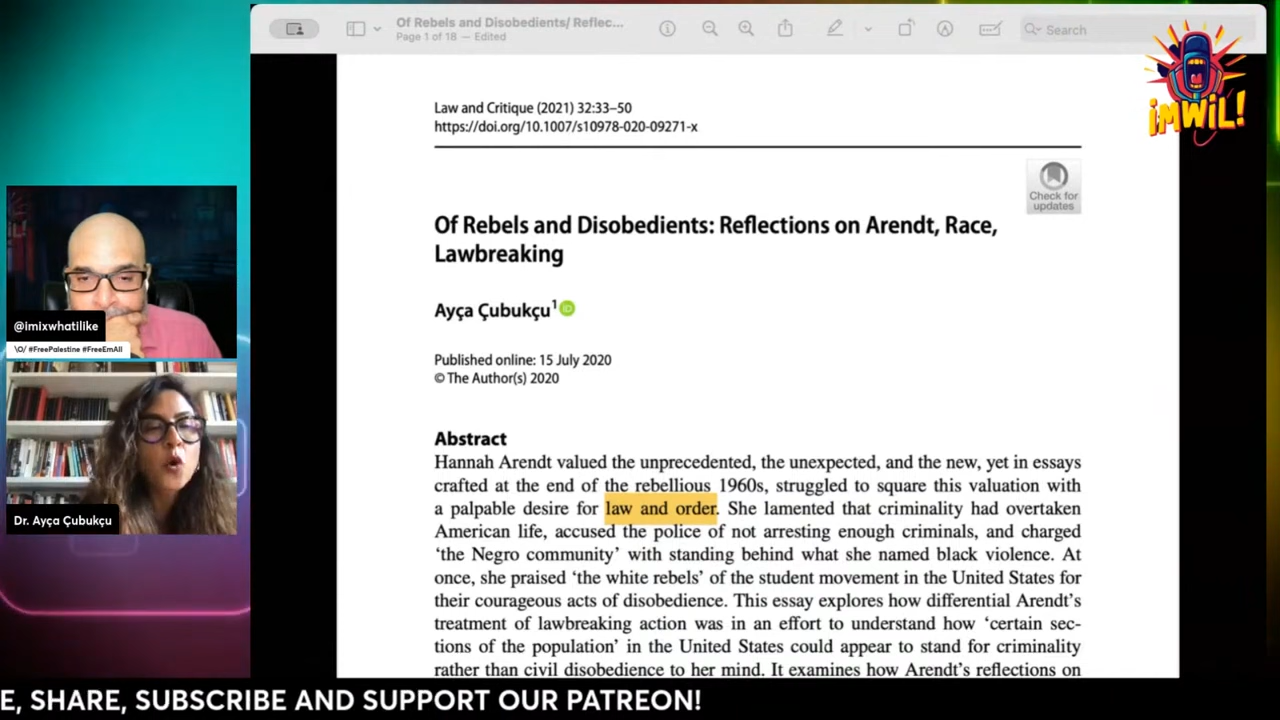 Of Rebels and Disobedients/ Reflec...
Page 1 of 18 — Edited
Search
iMWiL!
Law and Critique (2021) 32:33–50
https://doi.org/10.1007/s10978-020-09271-x
Check for
updates
Of Rebels and Disobedients: Reflections on Arendt, Race,
Lawbreaking
Ayça Çubukçu1 iD
Published online: 15 July 2020
© The Author(s) 2020
Abstract
Hannah Arendt valued the unprecedented, the unexpected, and the new, yet in essays
crafted at the end of the rebellious 1960s, struggled to square this valuation with
a palpable desire for law and order. She lamented that criminality had overtaken
American life, accused the police of not arresting enough criminals, and charged
‘the Negro community’ with standing behind what she named black violence. At
once, she praised ‘the white rebels’ of the student movement in the United States for
their courageous acts of disobedience. This essay explores how differential Arendt’s
treatment of lawbreaking action was in an effort to understand how ‘certain sec-
tions of the population’ in the United States could appear to stand for criminality
rather than civil disobedience to her mind. It examines how Arendt’s reflections on
@imixwhatilike
\O/ #FreePalestine #FreeEmAll
Dr. Ayça Çubukçu
E, SHARE, SUBSCRIBE AND SUPPORT OUR PATREON!